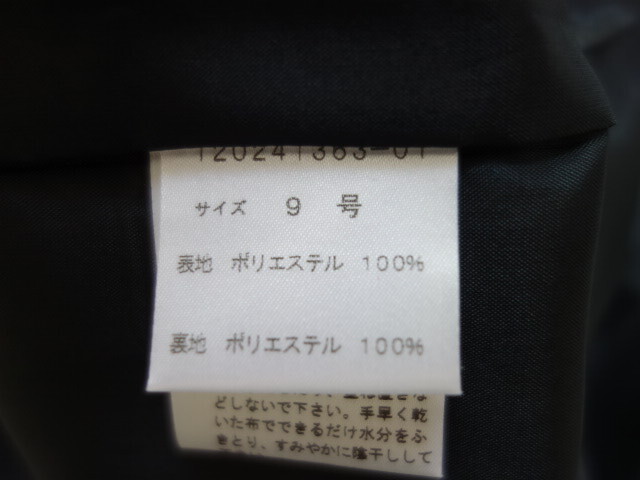 120241363-01
サイズ 9 号
表地 ポリエステル 100%
裏地 ポリエステル 100%
どしないで下さい。手早く乾
いた布でできるだけ水分をふ
きとり、すみやかに陰干しして